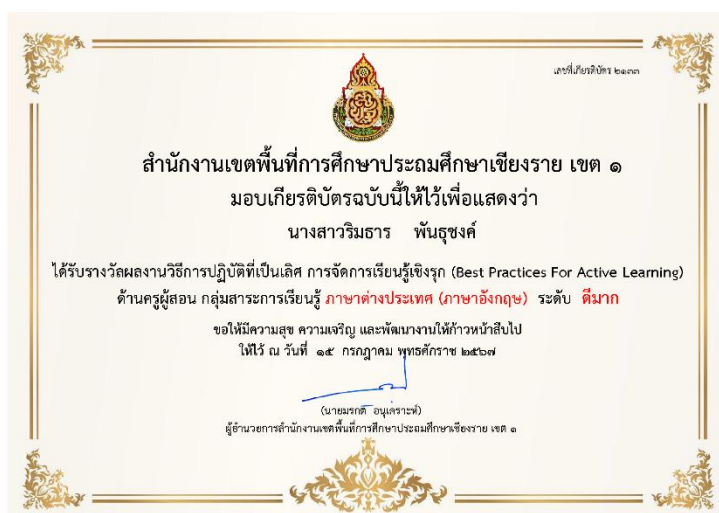 เลขที่เกียรติบัตร ๒๑๓๓
สำนักงานเขตพื้นที่การศึกษาประถมศึกษาเชียงราย เขต ๑
มอบเกียรติบัตรฉบับนี้ให้ไว้เพื่อแสดงว่า
นางสาววริมธาร พันธุชงค์
ได้รับรางวัลผลงานวิธีการปฏิบัติที่เป็นเลิศ การจัดการเรียนรู้เชิงรุก (Best Practices For Active Learning)
ด้านครูผู้สอน กลุ่มสาระการเรียนรู้ ภาษาต่างประเทศ (ภาษาอังกฤษ) ระดับ ดีมาก
ขอให้มีความสุข ความเจริญ และพัฒนางานให้ก้าวหน้าสืบไป
ให้ไว้ ณ วันที่ ๑๕ กรกฎาคม พุทธศักราช ๒๕๖๗
(นายมรกต อนุเคราะห์)
ผู้อำนวยการสำนักงานเขตพื้นที่การศึกษาประถมศึกษาเชียงราย เขต ๑